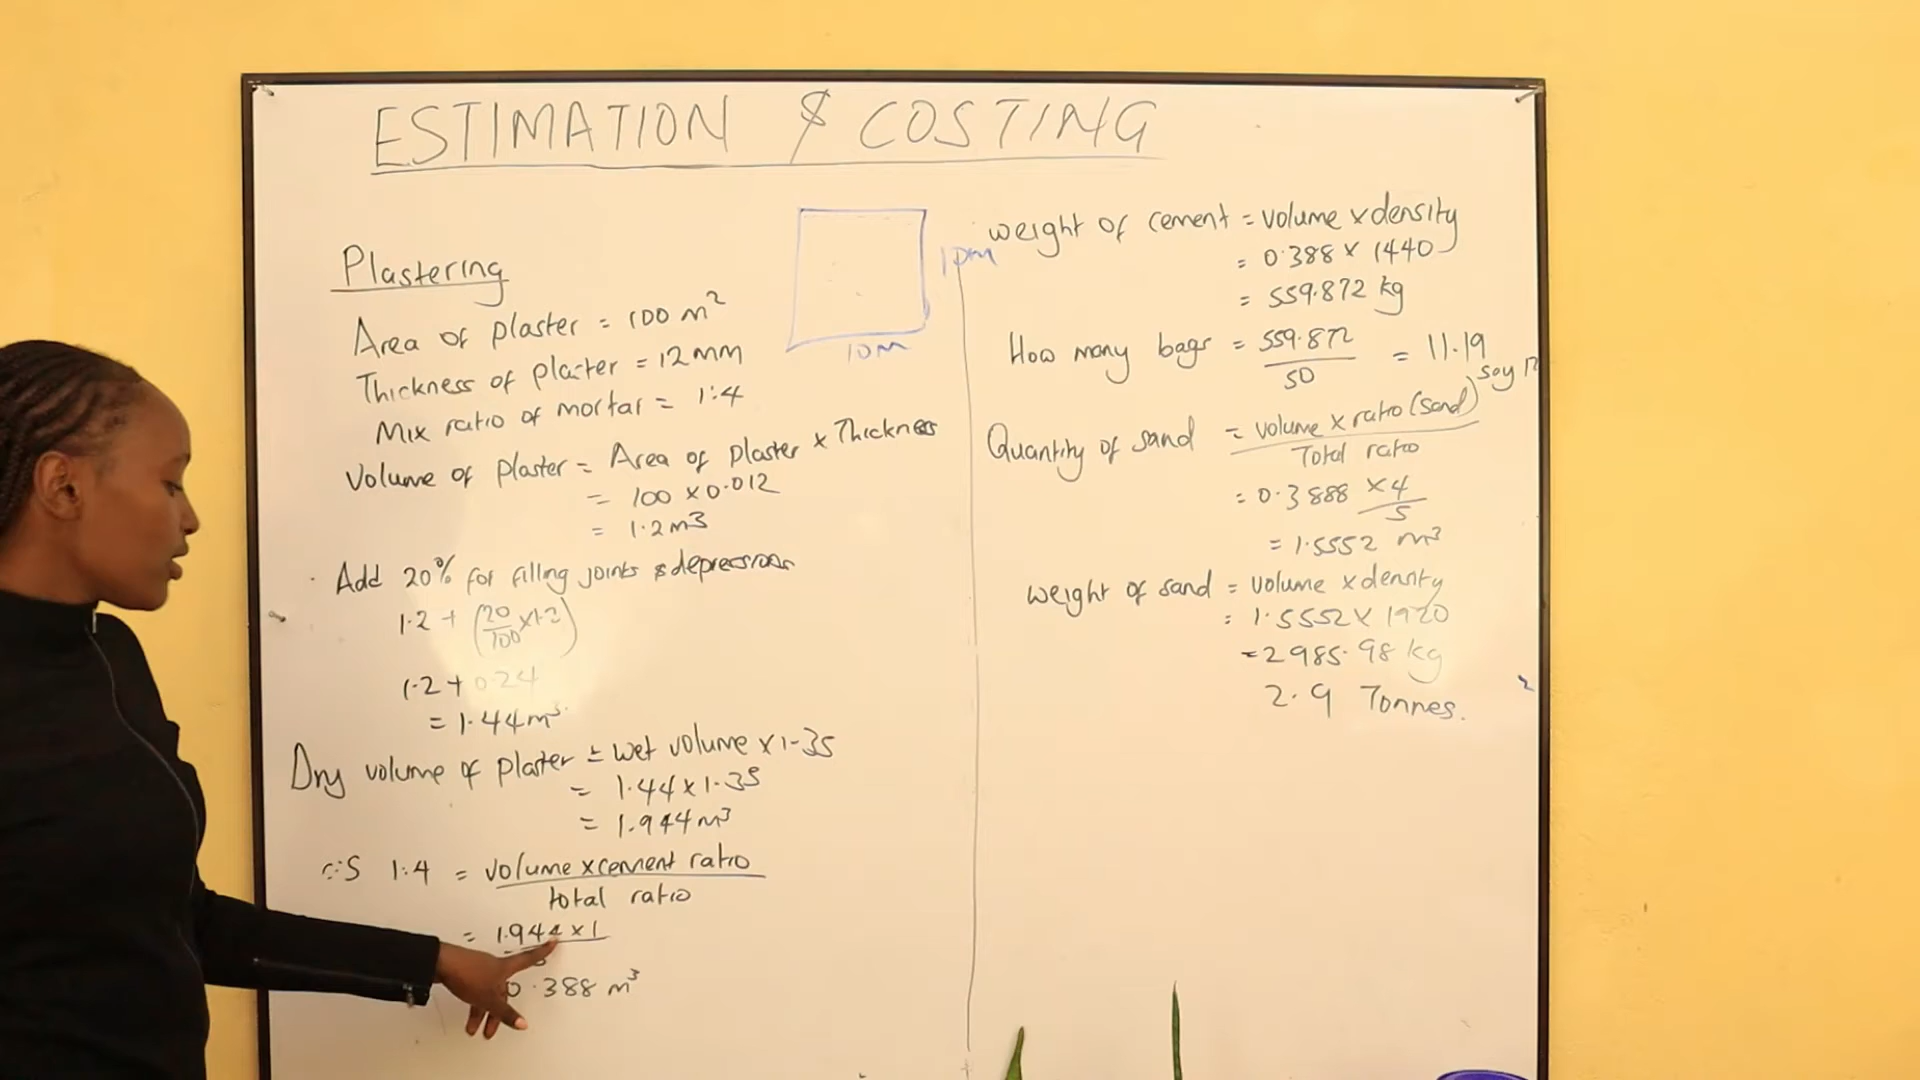 ESTIMATION & COSTING
Plastering
10m
10m
Area of plaster = 100 m²
Thickness of plaster = 12mm
Mix ratio of mortar = 1:4
Volume of plaster = Area of plaster × Thickness
= 100 × 0.012
= 1.2m³
Add 20% for filling joints & depressions
1.2 + (20/100 × 1.2)
1.2 + 0.24
= 1.44m³
Dry volume of plaster = wet volume × 1.35
= 1.44 × 1.35
= 1.944m³
C:S 1:4 = volume × cement ratio
total ratio
= 1.944 × 1
0.388 m³
weight of cement = volume × density
= 0.388 × 1440
= 559.872 kg
How many bags = 559.872 / 50 = 11.19
say 12
Quantity of sand = volume × ratio (sand)
Total ratio
= 0.3888 × 4/5
= 1.5552 m³
weight of sand = volume × density
= 1.5552 × 1920
= 2985.98 kg
2.9 Tonnes.